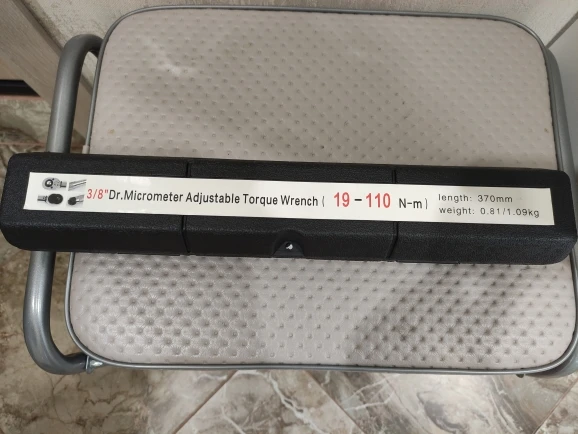 3/8"Dr.Micrometer Adjustable Torque Wrench ( 19-110 N-m)
length: 370mm
weight: 0.81/1.09kg